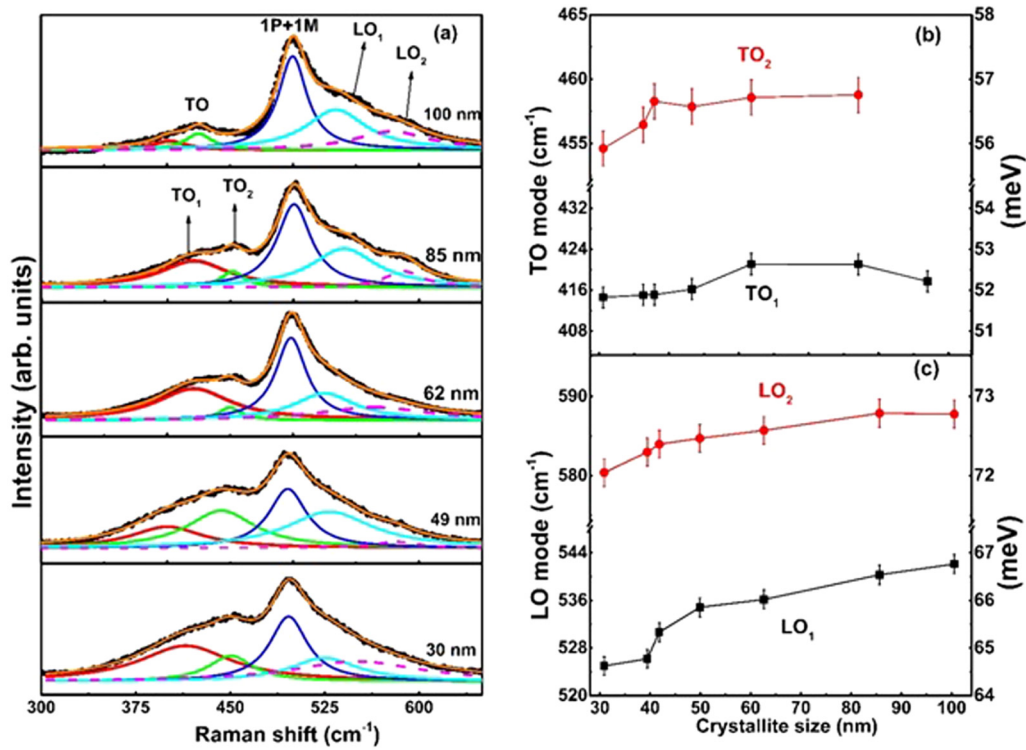 (a)
1P+1M
LO₁
LO₂
TO
100 nm
TO₁
TO₂
85 nm
62 nm
49 nm
30 nm
Intensity (arb. units)
300 375 450 525 600
Raman shift (cm⁻¹)
(b)
465
460
455
436
424
416
408
TO mode (cm⁻¹)
TO₂
TO₁
58
57
56
54
53
52
51
(meV)
(c)
590
580
544
536
528
520
LO mode (cm⁻¹)
LO₂
LO₁
73
72
67
66
65
64
(meV)
30 40 50 60 70 80 90 100
Crystallite size (nm)